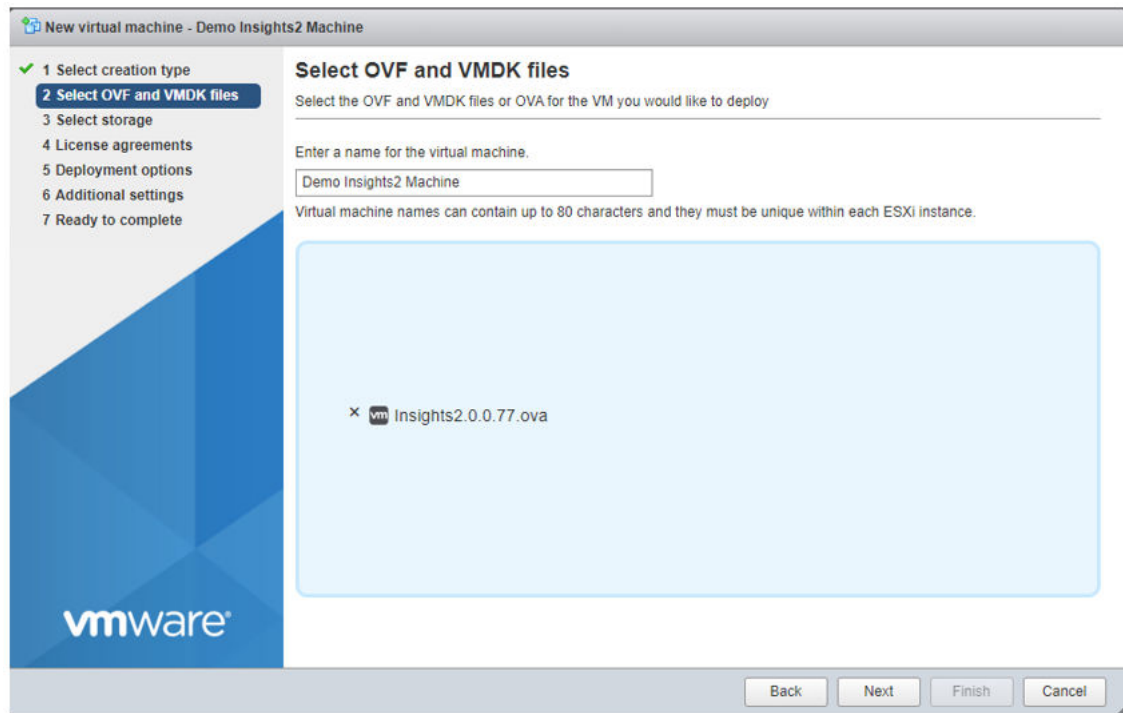 New virtual machine - Demo Insights2 Machine
1 Select creation type
2 Select OVF and VMDK files
3 Select storage
4 License agreements
5 Deployment options
6 Additional settings
7 Ready to complete
vmware®
Select OVF and VMDK files
Select the OVF and VMDK files or OVA for the VM you would like to deploy
Enter a name for the virtual machine.
Demo Insights2 Machine
Virtual machine names can contain up to 80 characters and they must be unique within each ESXi instance.
× vm Insights2.0.0.77.ova
Back Next Finish Cancel